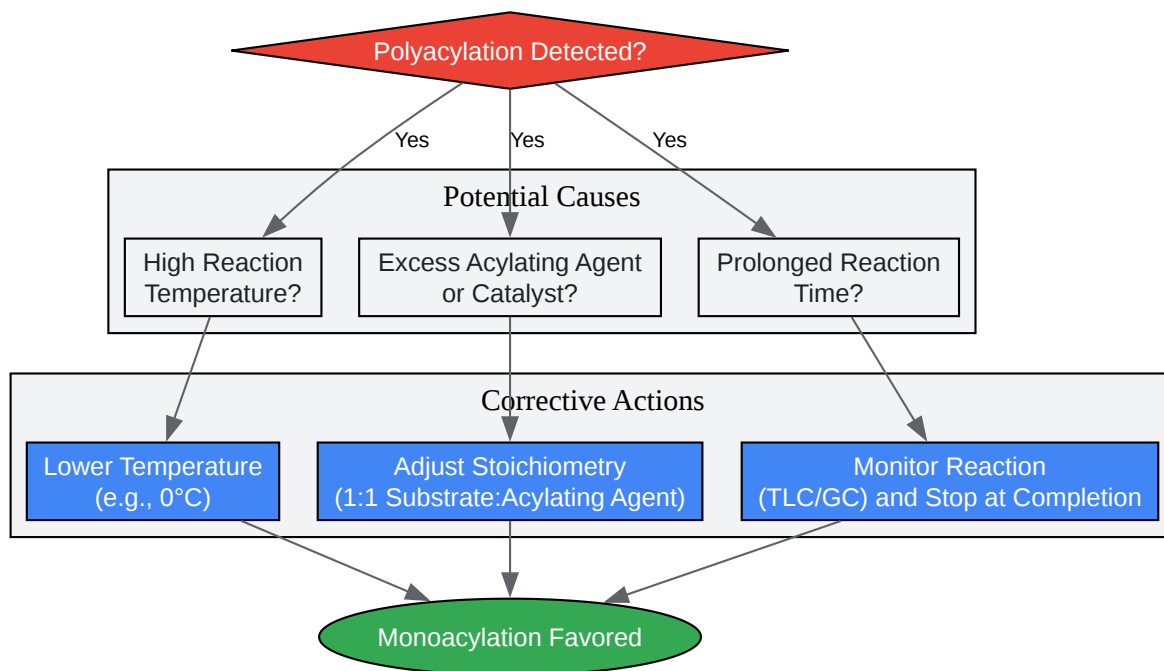 Polyacylation Detected?
Yes
Yes
Yes
Potential Causes
High Reaction
Temperature?
Excess Acylating Agent
or Catalyst?
Prolonged Reaction
Time?
Corrective Actions
Lower Temperature
(e.g., 0°C)
Adjust Stoichiometry
(1:1 Substrate:Acylating Agent)
Monitor Reaction
(TLC/GC) and Stop at Completion
Monoacylation Favored